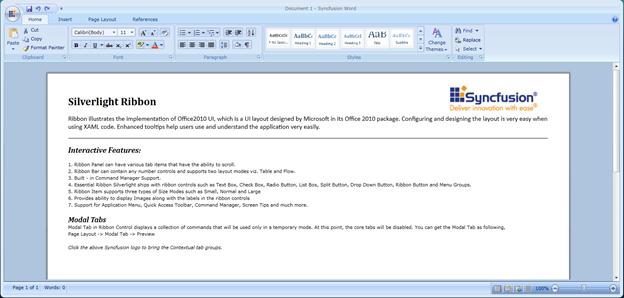 Document 1 - Syncfusion Word
Home Insert Page Layout References
Paste
Cut
Copy
Format Painter
Calibri(Body) 11
AaBbCcDc AaBbCc AaBbCc AaBbCc AaB AaBbCc
Heading 1 Heading 2 Heading 3 Title Subtitle
Change
Themes
Find
Replace
Select
Clipboard Font Paragraph Styles Editing
Silverlight Ribbon
Syncfusion
Deliver innovation with ease
Ribbon illustrates the Implementation of Office2010 UI, which is a UI layout designed by Microsoft in Its Office 2010 package. Configuring and designing the layout is very easy when
using XAML code. Enhanced tooltips help users use and understand the application very easily.
Interactive Features:
1. Ribbon Panel can have various tab items that have the ability to scroll.
2. Ribbon Bar can contain any number controls and supports two layout modes viz. Table and Flow.
3. Built - in Command Manager Support.
4. Essential Ribbon Silverlight ships with ribbon controls such as Text Box, Check Box, Radio Button, List Box, Split Button, Drop Down Button, Ribbon Button and Menu Groups.
5. Ribbon Item supports three types of Size Modes such as Small, Normal and Large
6. Provides ability to display Images along with the labels in the ribbon controls
7. Support for Application Menu, Quick Access Toolbar, Command Manager, Screen Tips and much more.
Modal Tabs
Modal Tab in Ribbon Control displays a collection of commands that will be used only in a temporary mode. At this point, the core tabs will be disabled. You can get the Modal Tab as following,
Page Layout -> Modal Tab -> Preview
Click the above Syncfusion logo to bring the Contextual tab groups.
Page 1 of 1 Words: 0 100%